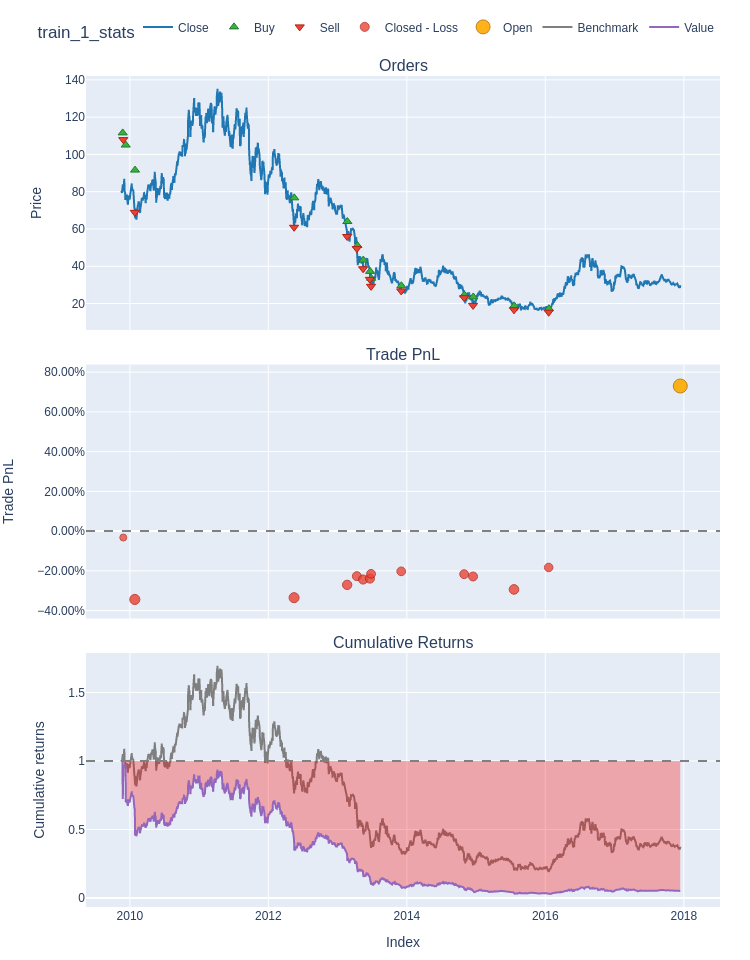 train_1_stats
Close
Buy
Sell
Closed - Loss
Open
Benchmark
Value
Orders
140
120
100
80
60
40
20
Price
Trade PnL
80.00%
60.00%
40.00%
20.00%
0.00%
−20.00%
−40.00%
Trade PnL
Cumulative Returns
1.5
1
0.5
0
Cumulative returns
2010
2012
2014
2016
2018
Index